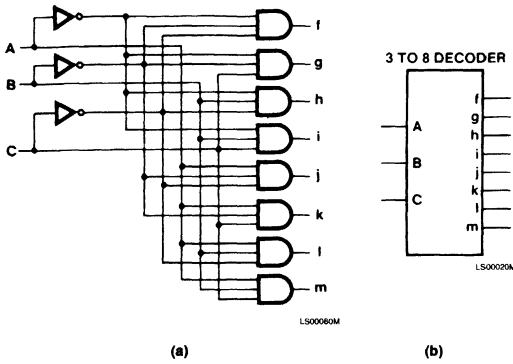 A
B
C
f
g
h
i
j
k
l
m
LS00060M
(a)
3 TO 8 DECODER
A
B
C
f
g
h
i
j
k
l
m
LS00020M
(b)